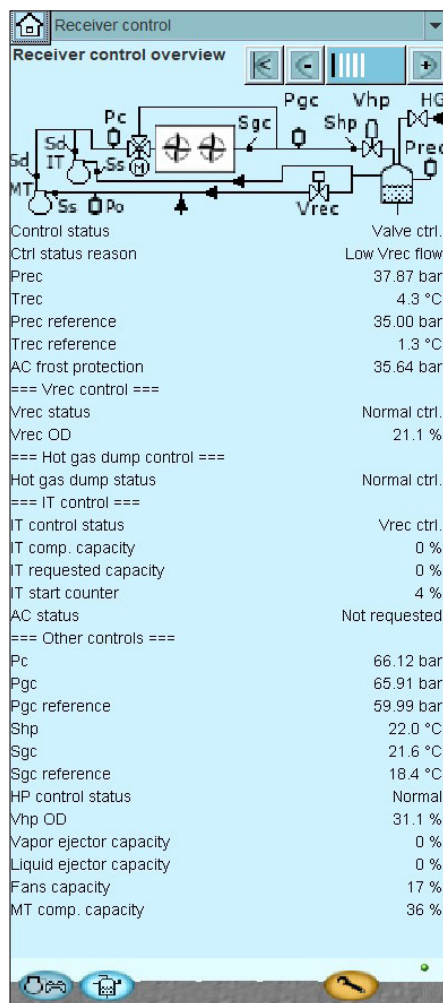 Receiver control
Receiver control overview
Pgc Vhp HG
Pc Sgc Shp
Sd Prec
Sd IT Ss M
MT Ss Po Vrec
Control status Valve ctrl.
Ctrl status reason Low Vrec flow
Prec 37.87 bar
Trec 4.3 °C
Prec reference 35.00 bar
Trec reference 1.3 °C
AC frost protection 35.64 bar
=== Vrec control ===
Vrec status Normal ctrl.
Vrec OD 21.1 %
=== Hot gas dump control ===
Hot gas dump status Normal ctrl.
=== IT control ===
IT control status Vrec ctrl.
IT comp. capacity 0 %
IT requested capacity 0 %
IT start counter 4 %
AC status Not requested
=== Other controls ===
Pc 66.12 bar
Pgc 65.91 bar
Pgc reference 59.99 bar
Shp 22.0 °C
Sgc 21.6 °C
Sgc reference 18.4 °C
HP control status Normal
Vhp OD 31.1 %
Vapor ejector capacity 0 %
Liquid ejector capacity 0 %
Fans capacity 17 %
MT comp. capacity 36 %